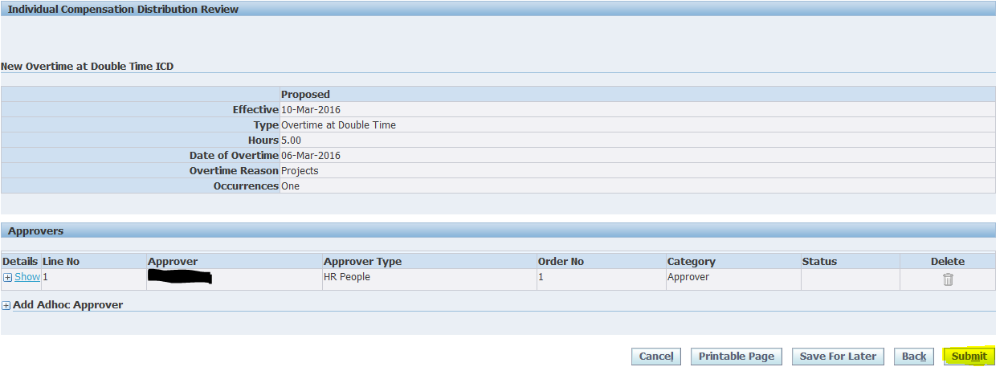 Individual Compensation Distribution Review
New Overtime at Double Time ICD
Proposed
Effective 10-Mar-2016
Type Overtime at Double Time
Hours 5.00
Date of Overtime 06-Mar-2016
Overtime Reason Projects
Occurrences One
Approvers
Details Line No Approver Approver Type Order No Category Status Delete
Show 1 HR People 1 Approver
Add Adhoc Approver
Cancel Printable Page Save For Later Back Submit